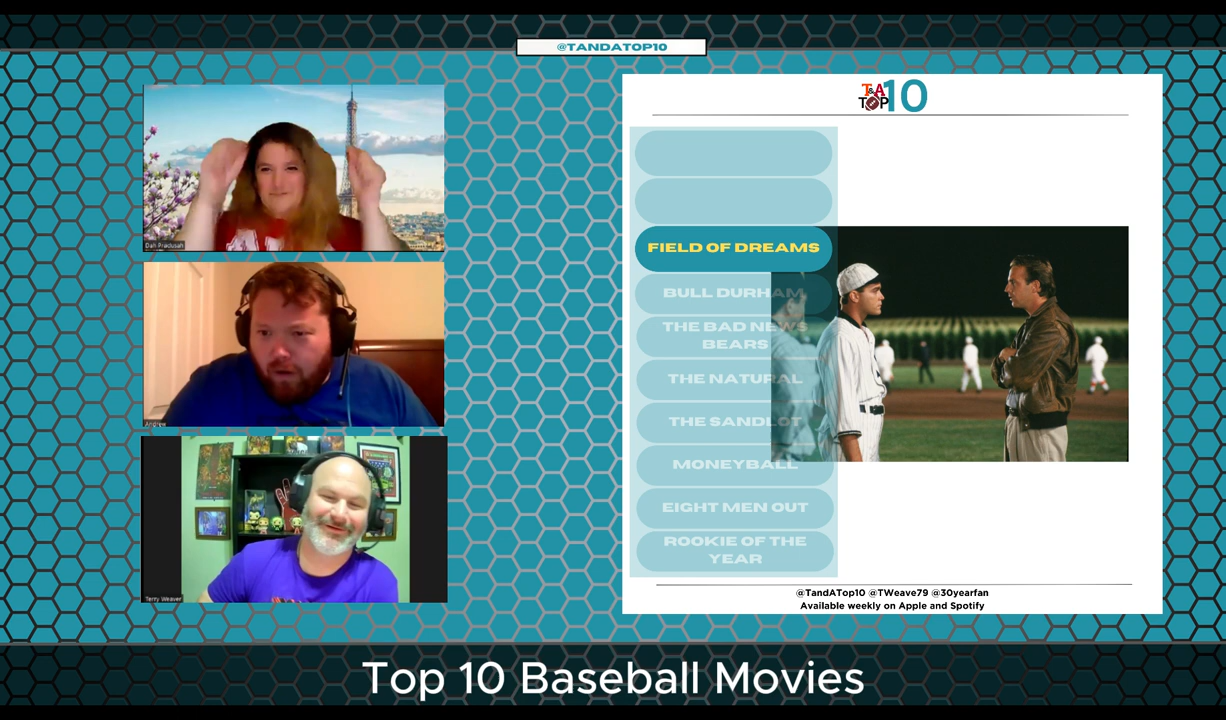 @TANDATOP10
T&A
TOP 10
Dan Pradusan
FIELD OF DREAMS
BULL DURHAM
THE BAD NEWS
BEARS
Andrew
THE NATURAL
THE SANDLOT
MONEYBALL
EIGHT MEN OUT
ROOKIE OF THE
YEAR
Terry Weaver
@TandATop10 @TWeave79 @30yearfan
Available weekly on Apple and Spotify
Top 10 Baseball Movies